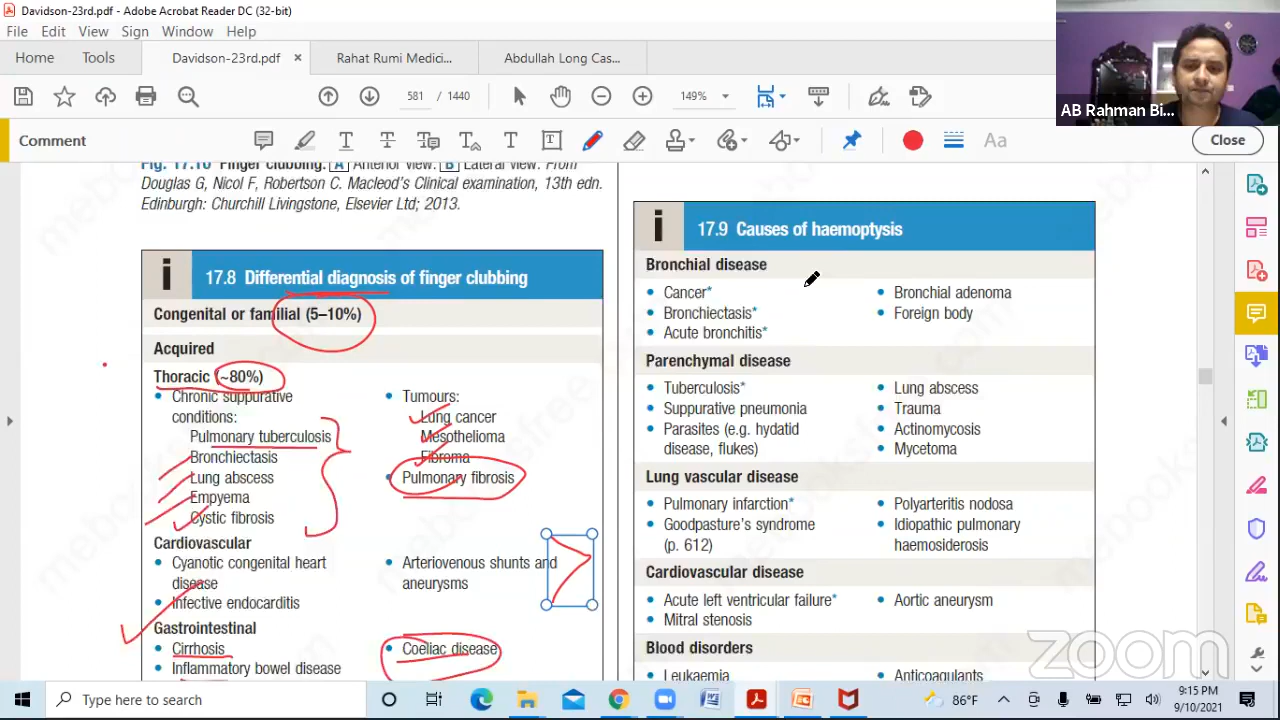 Davidson-23rd.pdf - Adobe Acrobat Reader DC (32-bit)
File Edit View Sign Window Help
Home Tools Davidson-23rd.pdf × Rahat Rumi Medici... Abdullah Long Cas...
581 / 1440 149%
AB Rahman Bi...
Comment
Aa
Close
Fig. 17.10 Finger clubbing. A Anterior view. B Lateral view. From
Douglas G, Nicol F, Robertson C. Macleod's Clinical examination, 13th edn.
Edinburgh: Churchill Livingstone, Elsevier Ltd; 2013.
i 17.8 Differential diagnosis of finger clubbing
Congenital or familial (5–10%)
Acquired
Thoracic (~80%)
• Chronic suppurative
conditions:
Pulmonary tuberculosis
Bronchiectasis
Lung abscess
Empyema
Cystic fibrosis
• Tumours:
Lung cancer
Mesothelioma
Fibroma
• Pulmonary fibrosis
Cardiovascular
• Cyanotic congenital heart
disease
• Infective endocarditis
• Arteriovenous shunts and
aneurysms
Gastrointestinal
• Cirrhosis
• Inflammatory bowel disease
• Coeliac disease
i 17.9 Causes of haemoptysis
Bronchial disease
• Cancer*
• Bronchiectasis*
• Acute bronchitis*
• Bronchial adenoma
• Foreign body
Parenchymal disease
• Tuberculosis*
• Suppurative pneumonia
• Parasites (e.g. hydatid
disease, flukes)
• Lung abscess
• Trauma
• Actinomycosis
• Mycetoma
Lung vascular disease
• Pulmonary infarction*
• Goodpasture's syndrome
(p. 612)
• Polyarteritis nodosa
• Idiopathic pulmonary
haemosiderosis
Cardiovascular disease
• Acute left ventricular failure*
• Mitral stenosis
• Aortic aneurysm
Blood disorders
• Leukaemia
• Anticoagulants
zoom
Type here to search
86°F
9:15 PM
9/10/2021